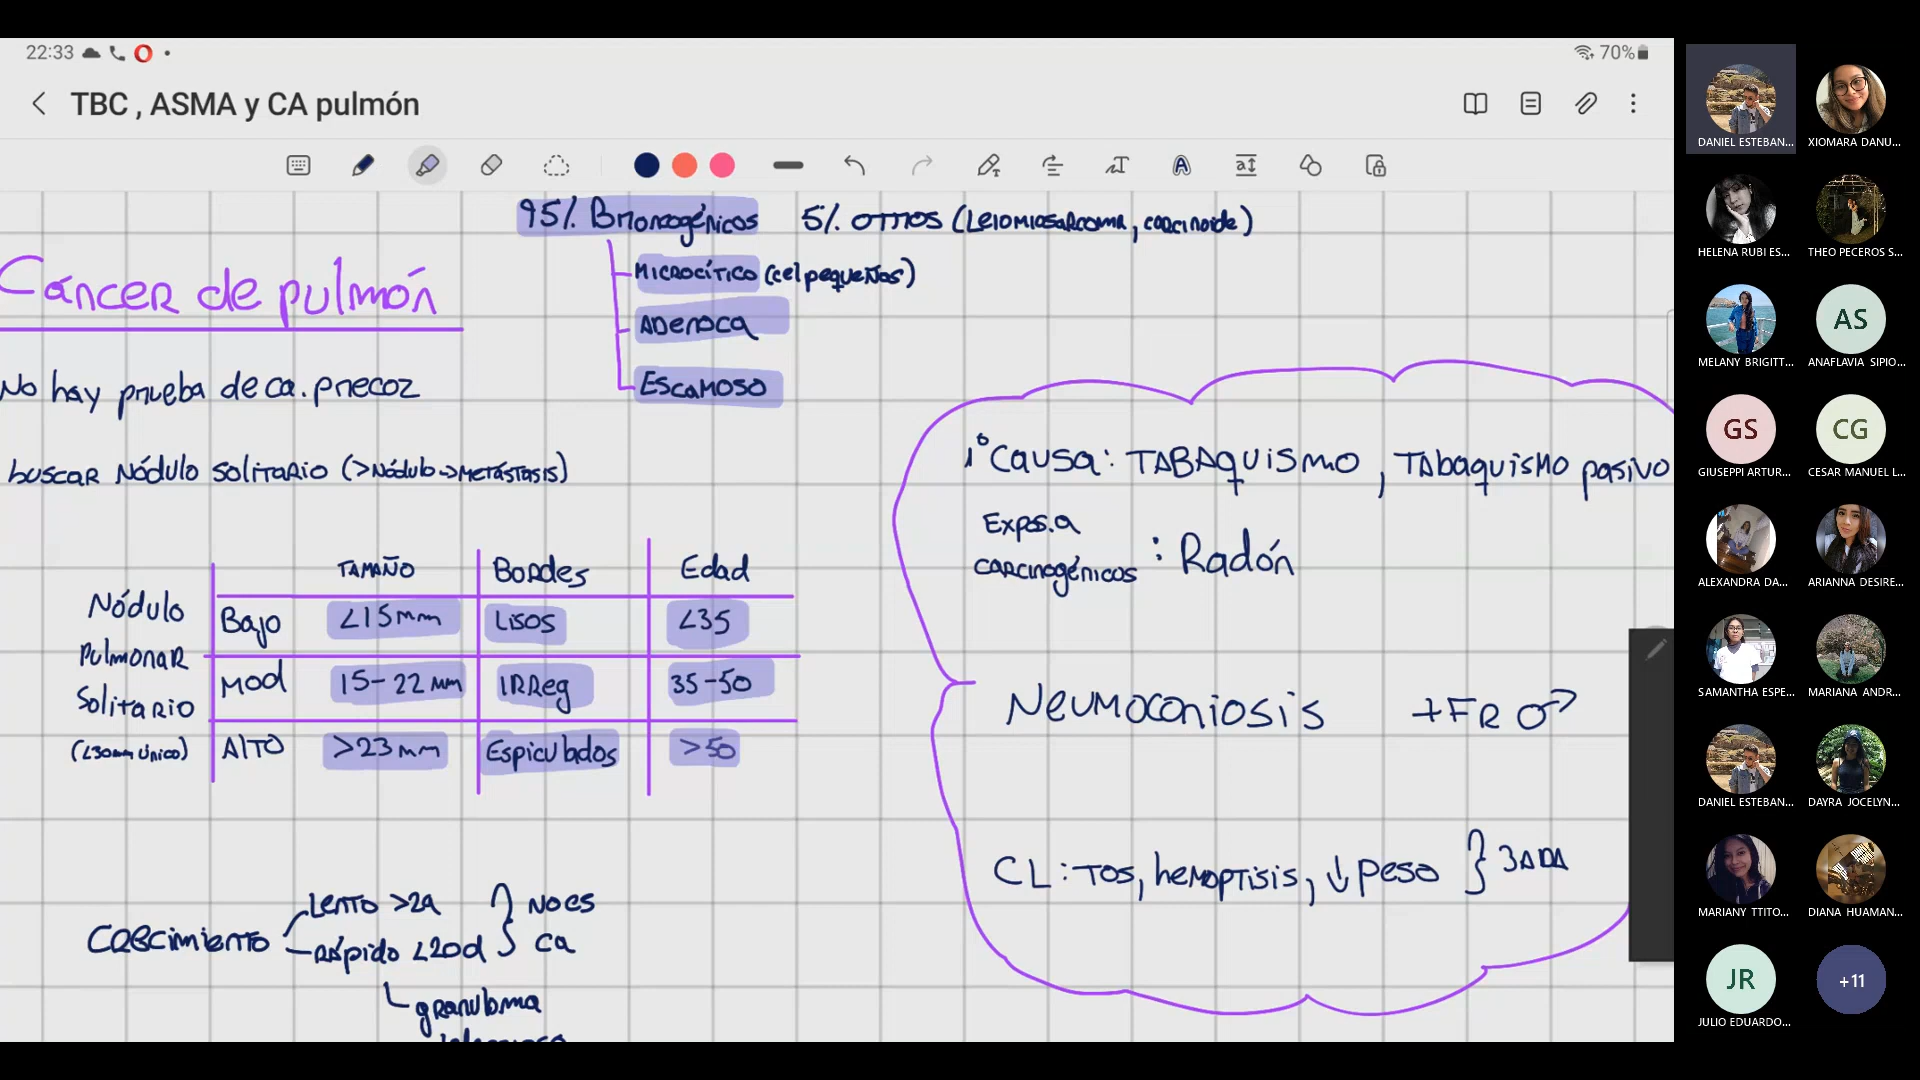 22:33
70%
TBC , ASMA y CA pulmón
95% Broncogénicos 5% otros (Leiomiosarcoma, carcinoide)
Microcítico (cel pequeñas)
Adenoca
Escamoso
Cáncer de pulmón
No hay prueba de ca. precoz
buscar Nódulo solitario (>Nódulo→Metástasis)
Tamaño Bordes Edad
Nódulo Pulmonar Solitario (<30mm único)
Bajo <15mm Lisos <35
Mod 15-22mm Irreg 35-50
Alto >23mm Espiculados >50
Crecimiento
Lento >2a
Rápido <20d
No es ca
granuloma
1° Causa: Tabaquismo, Tabaquismo pasivo
Expos. a carcinogénicos : Radón
Neumoconiosis +FR ♂
CL: Tos, hemoptisis, ↓ peso
DANIEL ESTEBAN...
XIOMARA DANU...
HELENA RUBI ES...
THEO PECEROS S...
MELANY BRIGITT...
AS
ANAFLAVIA SIPIO...
GS
GIUSEPPI ARTUR...
CG
CESAR MANUEL L...
ALEXANDRA DA...
ARIANNA DESIRE...
SAMANTHA ESPE...
MARIANA ANDR...
DANIEL ESTEBAN...
DAYRA JOCELYN...
MARIANY TTITO...
DIANA HUAMAN...
JR
JULIO EDUARDO...
+11